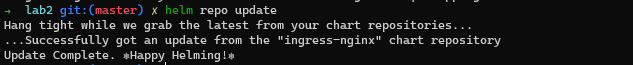 → lab2 git:(master) ✗ helm repo update
Hang tight while we grab the latest from your chart repositories...
...Successfully got an update from the "ingress-nginx" chart repository
Update Complete. ⎈Happy Helming!⎈